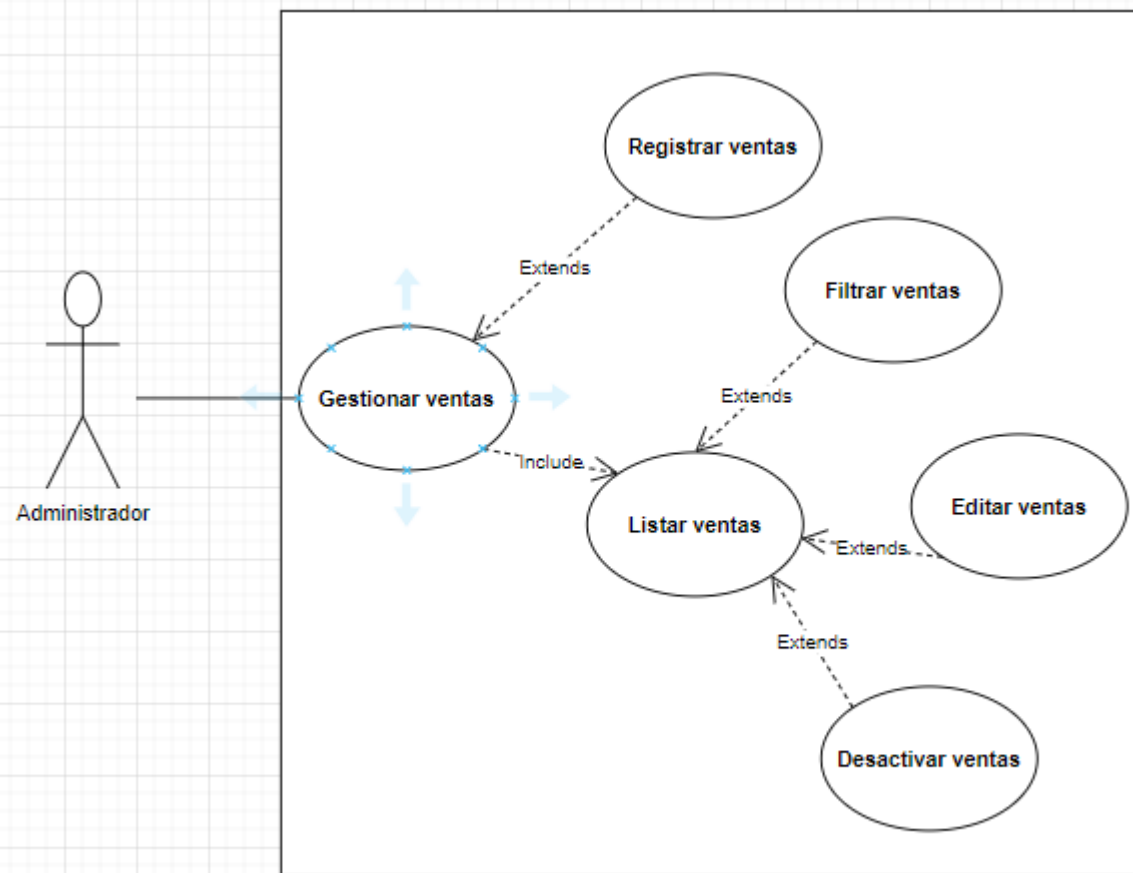 Registrar ventas
Extends
Filtrar ventas
Gestionar ventas
Extends
Include
Listar ventas
Editar ventas
Extends
Administrador
Extends
Desactivar ventas